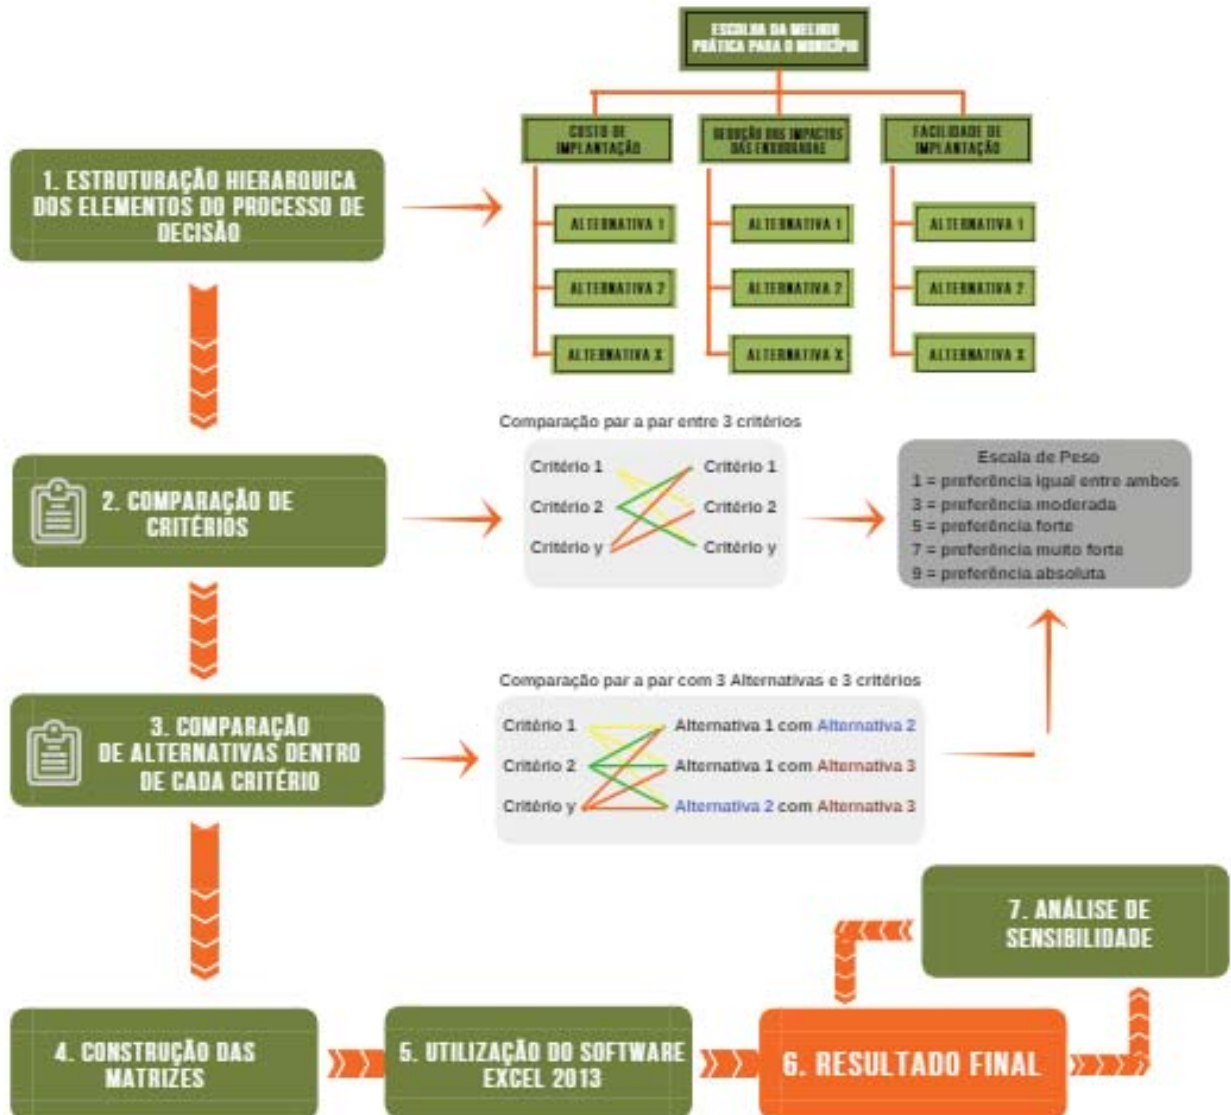 ESCOLHA DA MELHOR
PRÁTICA PARA O MUNICÍPIO
CUSTO DE
IMPLANTAÇÃO
REDUÇÃO DOS IMPACTOS
DAS ENXURRADAS
FACILIDADE DE
IMPLANTAÇÃO
1. ESTRUTURAÇÃO HIERARQUICA
DOS ELEMENTOS DO PROCESSO DE
DECISÃO
ALTERNATIVA 1
ALTERNATIVA 1
ALTERNATIVA 1
ALTERNATIVA 2
ALTERNATIVA 2
ALTERNATIVA 2
ALTERNATIVA X
ALTERNATIVA X
ALTERNATIVA X
2. COMPARAÇÃO DE
CRITÉRIOS
Comparação par a par entre 3 critérios
Critério 1
Critério 1
Critério 2
Critério 2
Critério y
Critério y
Escala de Peso
1 = preferência igual entre ambos
3 = preferência moderada
5 = preferência forte
7 = preferência muito forte
9 = preferência absoluta
3. COMPARAÇÃO
DE ALTERNATIVAS DENTRO
DE CADA CRITÉRIO
Comparação par a par com 3 Alternativas e 3 critérios
Critério 1
Alternativa 1 com Alternativa 2
Critério 2
Alternativa 1 com Alternativa 3
Critério y
Alternativa 2 com Alternativa 3
4. CONSTRUÇÃO DAS
MATRIZES
5. UTILIZAÇÃO DO SOFTWARE
EXCEL 2013
6. RESULTADO FINAL
7. ANÁLISE DE
SENSIBILIDADE